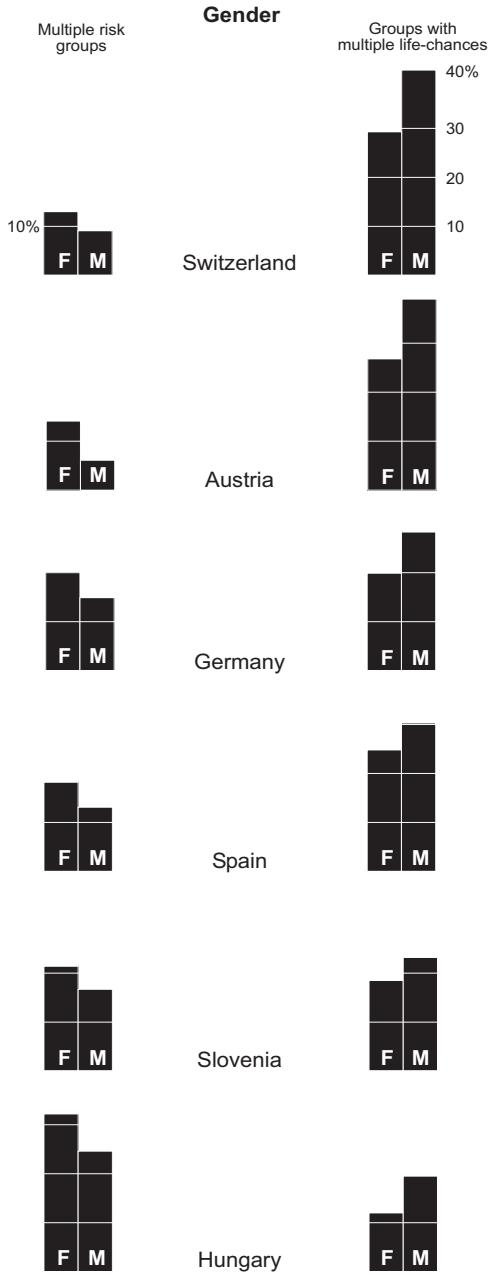 Gender
Multiple risk
groups
Groups with
multiple life-chances
40%
30
20
10
10%
F M
Switzerland
F M
F M
Austria
F M
F M
Germany
F M
F M
Spain
F M
F M
Slovenia
F M
F M
Hungary
F M